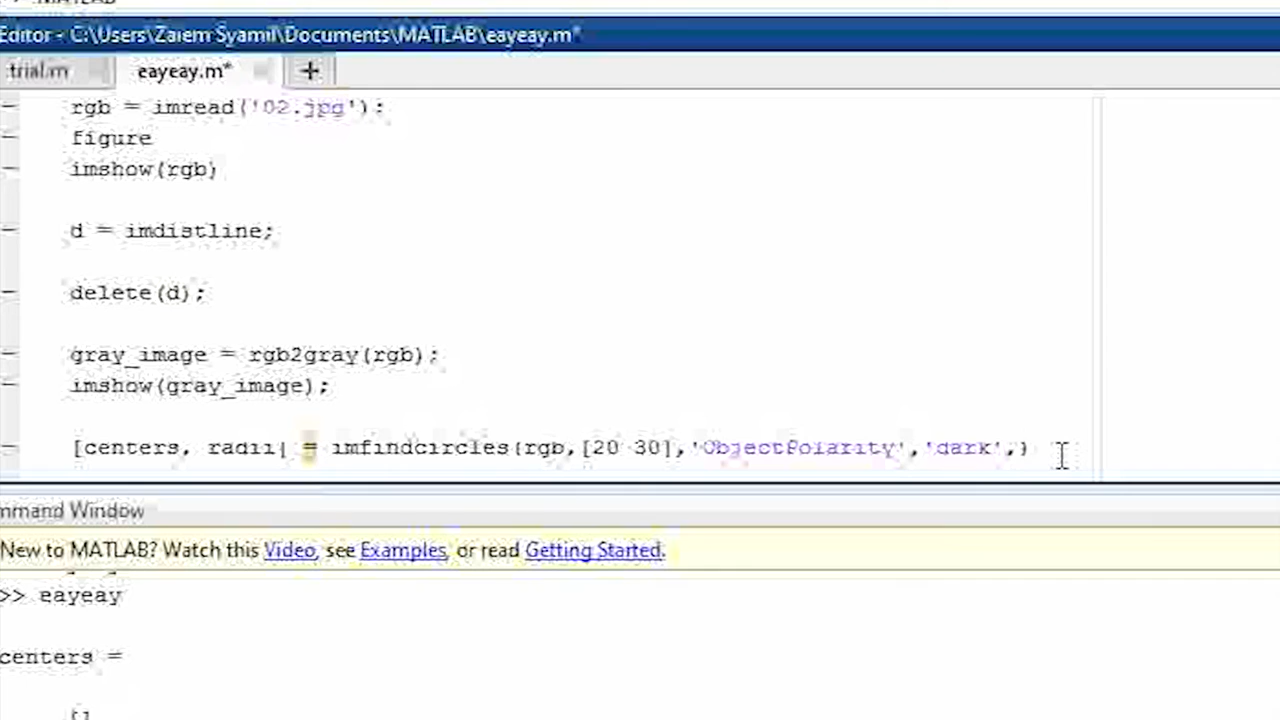 Editor - C:\Users\Zaiem Syamil\Documents\MATLAB\eayeay.m*
trial.m eayeay.m* +
rgb = imread('02.jpg');
figure
imshow(rgb)
d = imdistline;
delete(d);
gray_image = rgb2gray(rgb);
imshow(gray_image);
[centers, radii] = imfindcircles(rgb,[20 30],'ObjectPolarity','dark',)
mmand Window
New to MATLAB? Watch this Video, see Examples, or read Getting Started.
>> eayeay
centers =